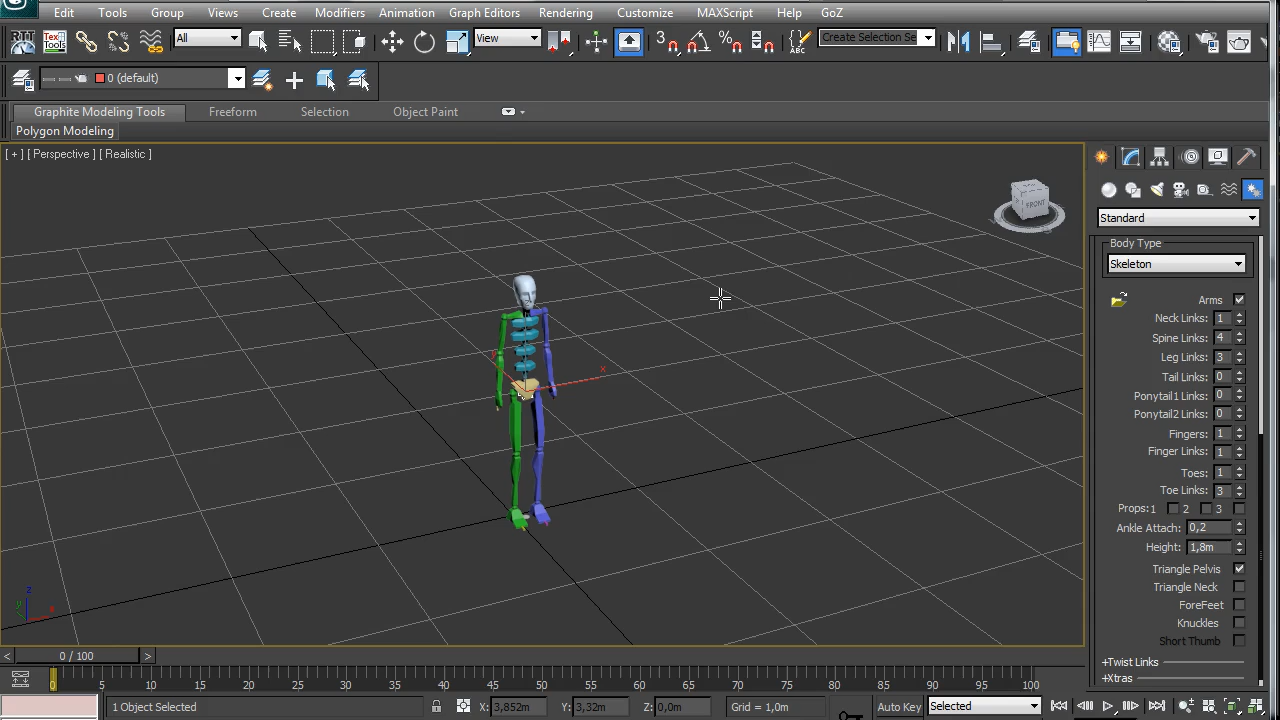 Edit Tools Group Views Create Modifiers Animation Graph Editors Rendering Customize MAXScript Help GoZ
RIT Tex Tools All View 3 % Create Selection Se
0 (default)
Graphite Modeling Tools Freeform Selection Object Paint
Polygon Modeling
[ + ] [ Perspective ] [ Realistic ]
FRONT
x
z
y
x
Standard
Body Type
Skeleton
Arms
Neck Links: 1
Spine Links: 4
Leg Links: 3
Tail Links: 0
Ponytail1 Links: 0
Ponytail2 Links: 0
Fingers: 1
Finger Links: 1
Toes: 1
Toe Links: 3
Props:1 2 3
Ankle Attach: 0,2
Height: 1,8m
Triangle Pelvis
Triangle Neck
ForeFeet
Knuckles
Short Thumb
+Twist Links
+Xtras
< 0 / 100 >
0 5 10 15 20 25 30 35 40 45 50 55 60 65 70 75 80 85 90 95 100
1 Object Selected X: 3,852m Y: 3,32m Z: 0,0m Grid = 1,0m Auto Key Selected